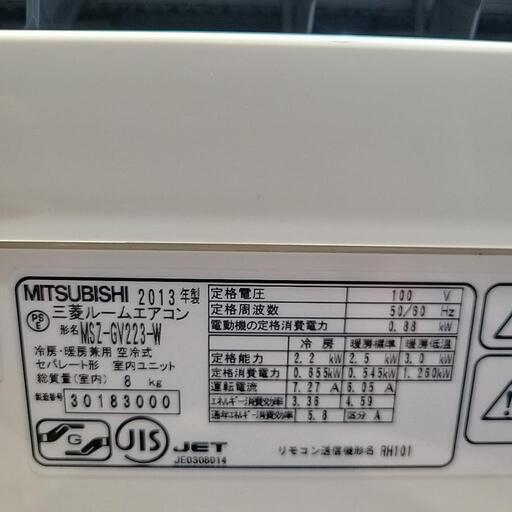 MITSUBISHI 2013年製
PS E
三菱ルームエアコン
形名 MSZ-GV223-W
冷房・暖房兼用 空冷式
セパレート形 室内ユニット
総質量(室内) 8 kg
製造番号 30183000
G
JIS
JET
JE0308014
定格電圧 100 V
定格周波数 50/60 Hz
電動機の定格消費電力 0.88 kW
冷房 暖房標準 暖房低温
定格能力 2.2 kW 2.5 kW 3.0 kW
定格消費電力 0.655kW 0.545kW 1.260kW
運転電流 7.27 A 6.05 A
エネルギー消費効率 3.36 4.59
通年エネルギー消費効率 5.8 区分 A
リモコン送信機形名 RH101